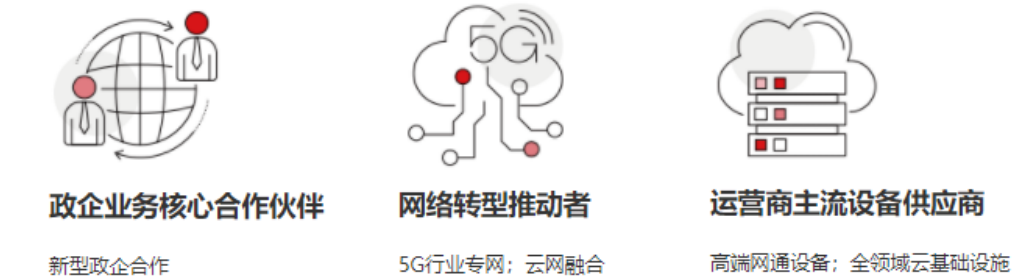 5G
政企业务核心合作伙伴
新型政企合作
网络转型推动者
5G行业专网；云网融合
运营商主流设备供应商
高端网通设备；全领域云基础设施